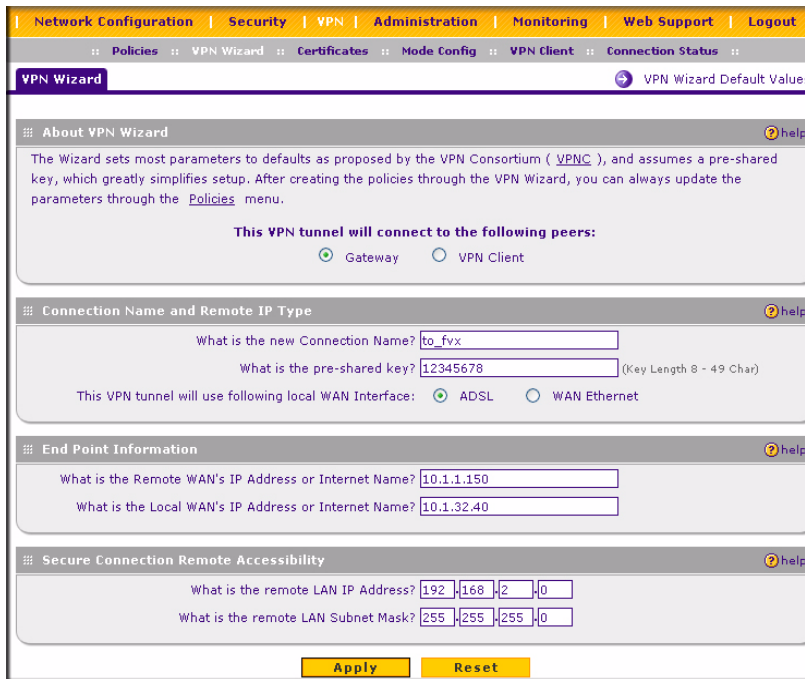 Network Configuration | Security | VPN | Administration | Monitoring | Web Support | Logout
:: Policies :: VPN Wizard :: Certificates :: Mode Config :: VPN Client :: Connection Status ::
VPN Wizard
VPN Wizard Default Value
About VPN Wizard
help
The Wizard sets most parameters to defaults as proposed by the VPN Consortium ( VPNC ), and assumes a pre-shared
key, which greatly simplifies setup. After creating the policies through the VPN Wizard, you can always update the
parameters through the Policies menu.
This VPN tunnel will connect to the following peers:
Gateway VPN Client
Connection Name and Remote IP Type
help
What is the new Connection Name? to_fvx
What is the pre-shared key? 12345678 (Key Length 8 - 49 Char)
This VPN tunnel will use following local WAN Interface: ADSL WAN Ethernet
End Point Information
help
What is the Remote WAN's IP Address or Internet Name? 10.1.1.150
What is the Local WAN's IP Address or Internet Name? 10.1.32.40
Secure Connection Remote Accessibility
help
What is the remote LAN IP Address? 192 .168 .2 .0
What is the remote LAN Subnet Mask? 255 .255 .255 .0
Apply Reset